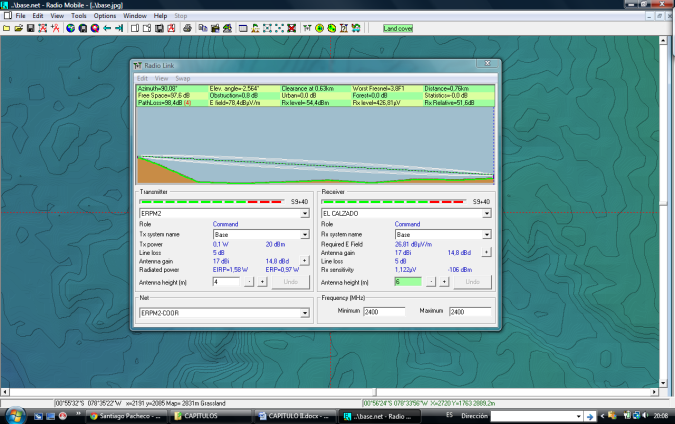 ..\base.net - Radio Mobile - [..\base.jpg]
File Edit View Tools Options Window Help Stop
Land cover
Radio Link
Edit View Swap
Azimuth=90,08° Elev. angle=-2,564° Clearance at 0,63km Worst Fresnel=3,8F1 Distance=0,76km
Free Space=97,6 dB Obstruction=0,8 dB Urban=0,0 dB Forest=0,0 dB Statistics=0,0 dB
PathLoss=98,4dB (4) E field=78,4dBµV/m Rx level=-54,4dBm Rx level=426,81µV Rx Relative=51,6dB
Transmitter Receiver
S9+40 S9+40
ERPM2 EL CALZADO
Role Command Role Command
Tx system name Base Rx system name Base
Tx power 0,1 W 20 dBm Required E Field 26,81 dBµV/m
Line loss 5 dB Antenna gain 17 dBi 14,8 dBd +
Antenna gain 17 dBi 14,8 dBd + Line loss 5 dB
Radiated power EIRP=1,58 W ERP=0,97 W Rx sensitivity 1,122µV -106 dBm
Antenna height (m) 4 - + Undo Antenna height (m) 6 - + Undo
Net Frequency (MHz)
ERPM2-COOR Minimum 2400 Maximum 2400
00°55'32"S 078°35'22"W x=2191 y=2085 Map= 2831m Grassland 00°56'24"S 078°33'56"W X=2720 Y=1763 2889,2m
Santiago Pacheco - ... CAPITULOS CAPITULO II.docx - ... ..\base.net - Radio ... ES Dirección 20:08